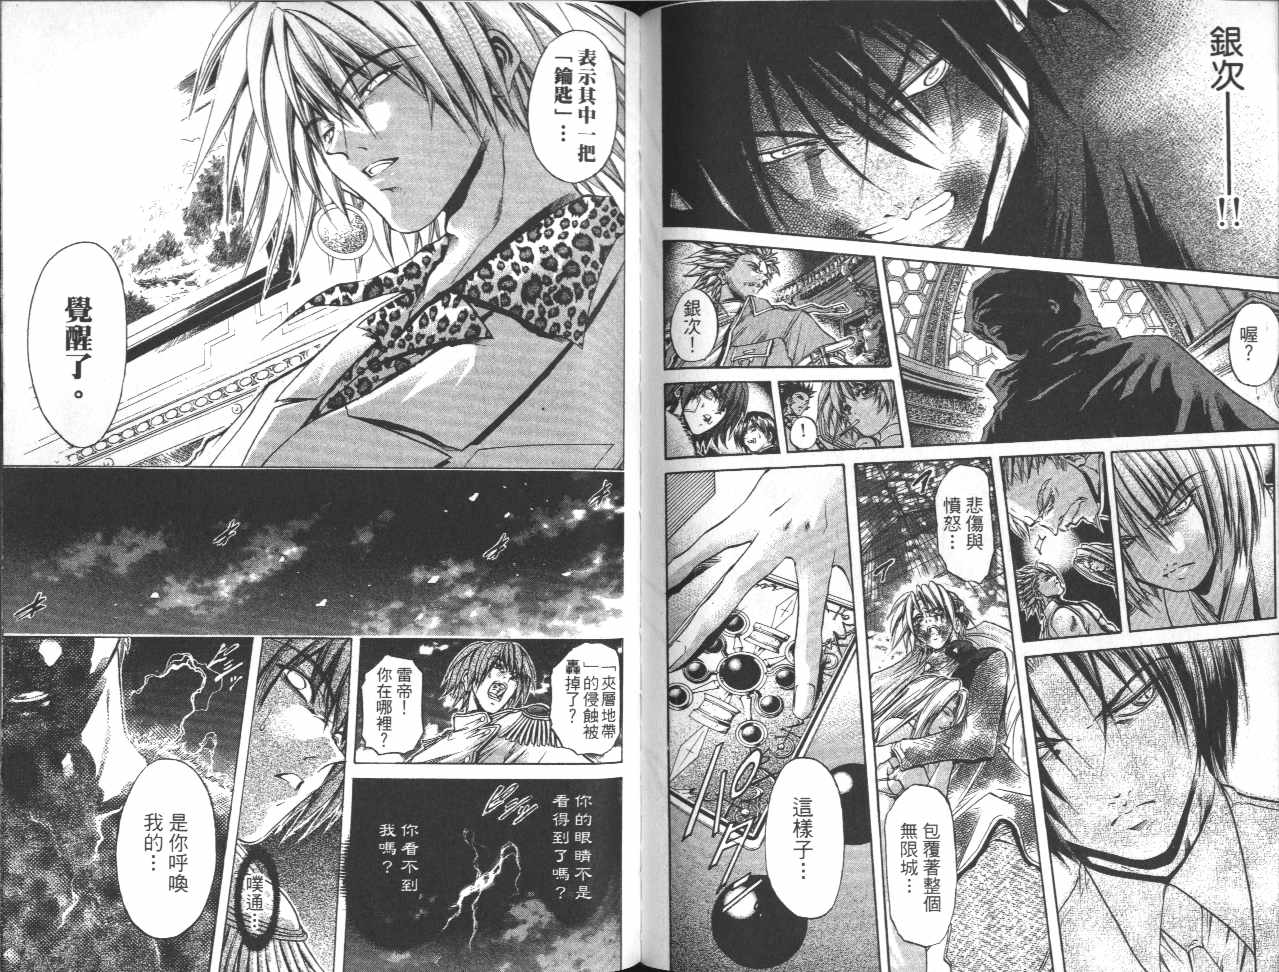 銀次——!!
喔?
銀次!
!
悲傷與
憤怒…
包覆著整個
無限城…
這樣子…
表示其中一把
「鑰匙」…
覺醒了。
「夾層地帶
」的侵蝕被
轟掉了?
雷帝!
你在哪裡?
你的眼睛不是
看得到了嗎?
你看不到
我嗎?
噗通…
是你呼喚
我的…